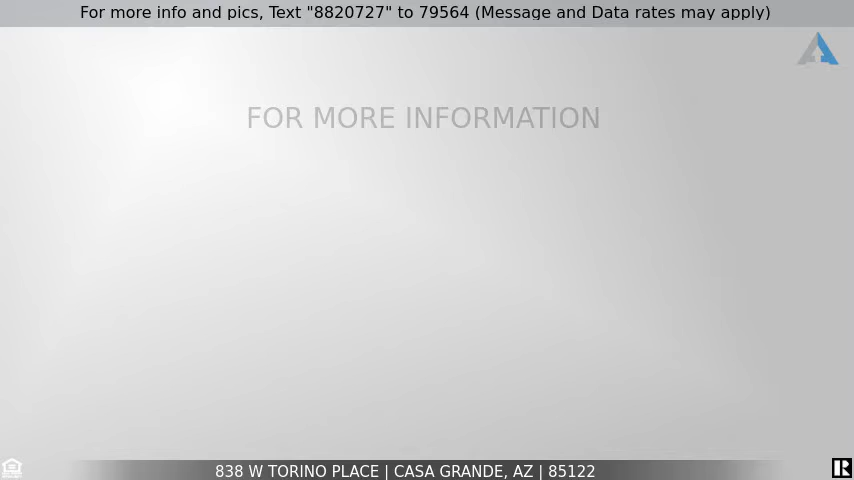 For more info and pics, Text "8820727" to 79564 (Message and Data rates may apply)
FOR MORE INFORMATION
838 W TORINO PLACE | CASA GRANDE, AZ | 85122